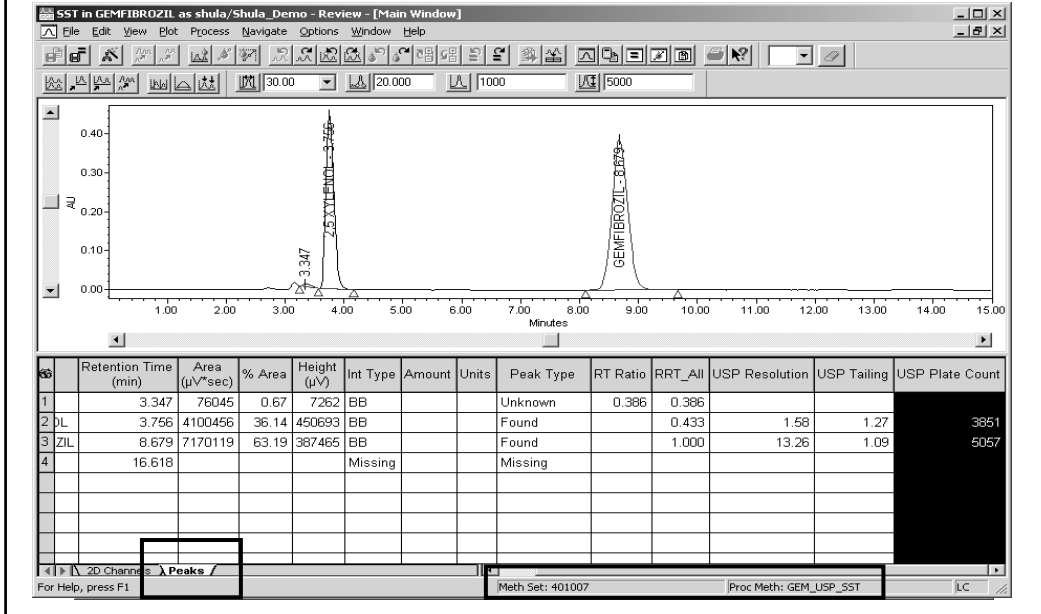 SST in GEMFIBROZIL as shula/Shula_Demo - Review - [Main Window]
File Edit View Plot Process Navigate Options Window Help
30.00 20.000 1000 5000
AU
0.40
0.30
0.20
0.10
0.00
3.347
2,5 XYLENOL - 3.756
GEMFIBROZIL - 8.679
1.00 2.00 3.00 4.00 5.00 6.00 7.00 8.00 9.00 10.00 11.00 12.00 13.00 14.00 15.00
Minutes
Retention Time (min) Area (µV*sec) % Area Height (µV) Int Type Amount Units Peak Type RT Ratio RRT_All USP Resolution USP Tailing USP Plate Count
1 3.347 76045 0.67 7262 BB Unknown 0.386 0.386
2 OL 3.756 4100456 36.14 450693 BB Found 0.433 1.58 1.27 3851
3 ZIL 8.679 7170119 63.19 387465 BB Found 1.000 13.26 1.09 5057
4 16.618 Missing Missing
2D Channels Peaks
For Help, press F1 Meth Set: 401007 Proc Meth: GEM_USP_SST LC